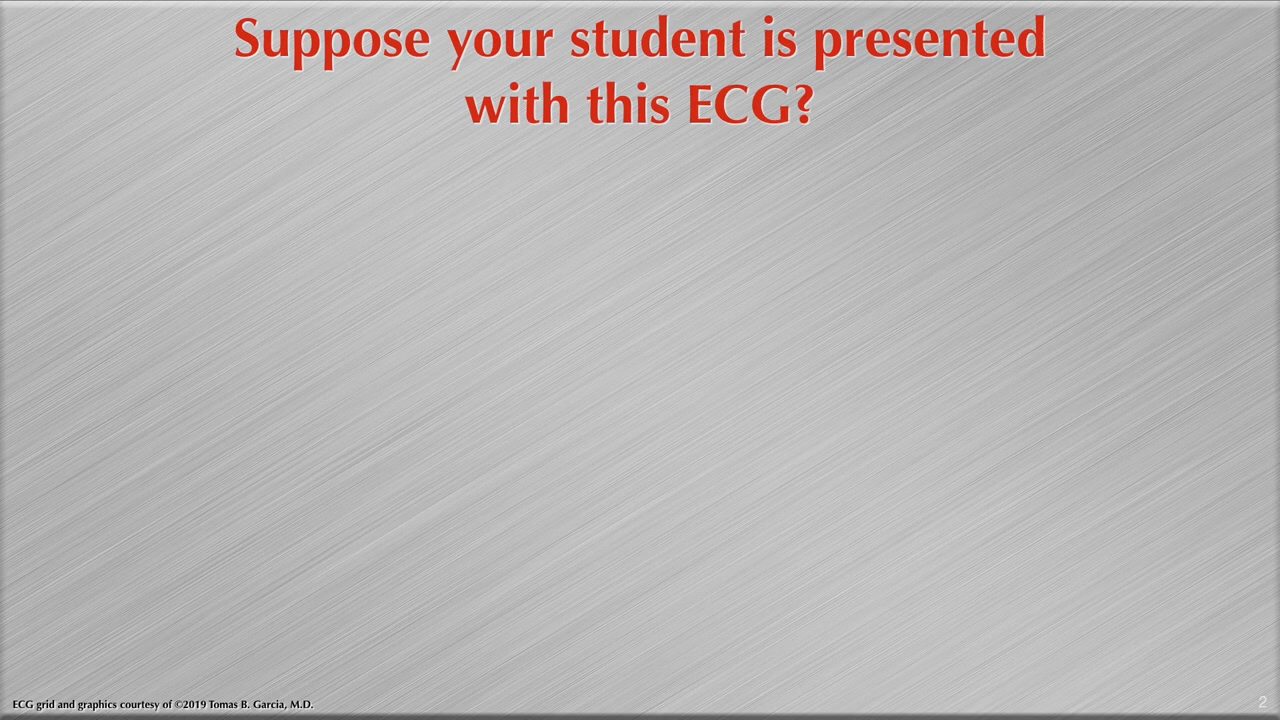 Suppose your student is presented
with this ECG?
ECG grid and graphics courtesy of ©2019 Tomas B. Garcia, M.D.
2